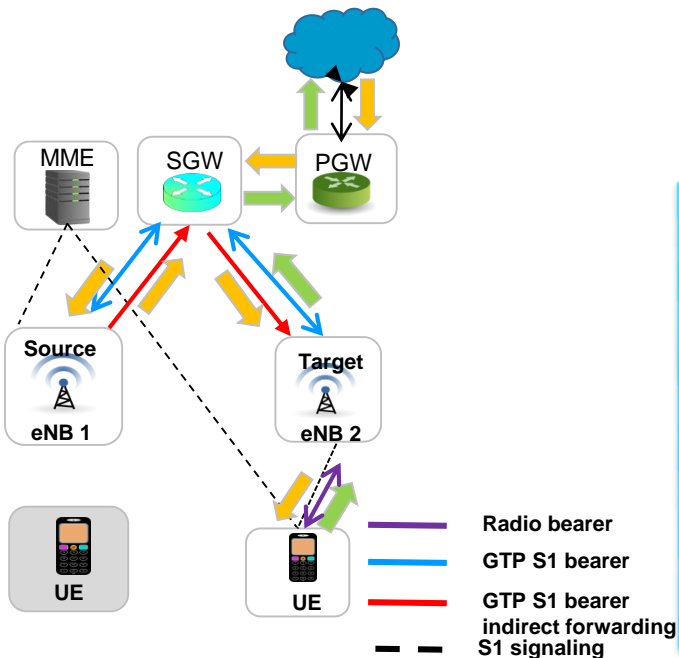 MME
SGW
PGW
Source
eNB 1
Target
eNB 2
UE
UE
Radio bearer
GTP S1 bearer
GTP S1 bearer
indirect forwarding
S1 signaling